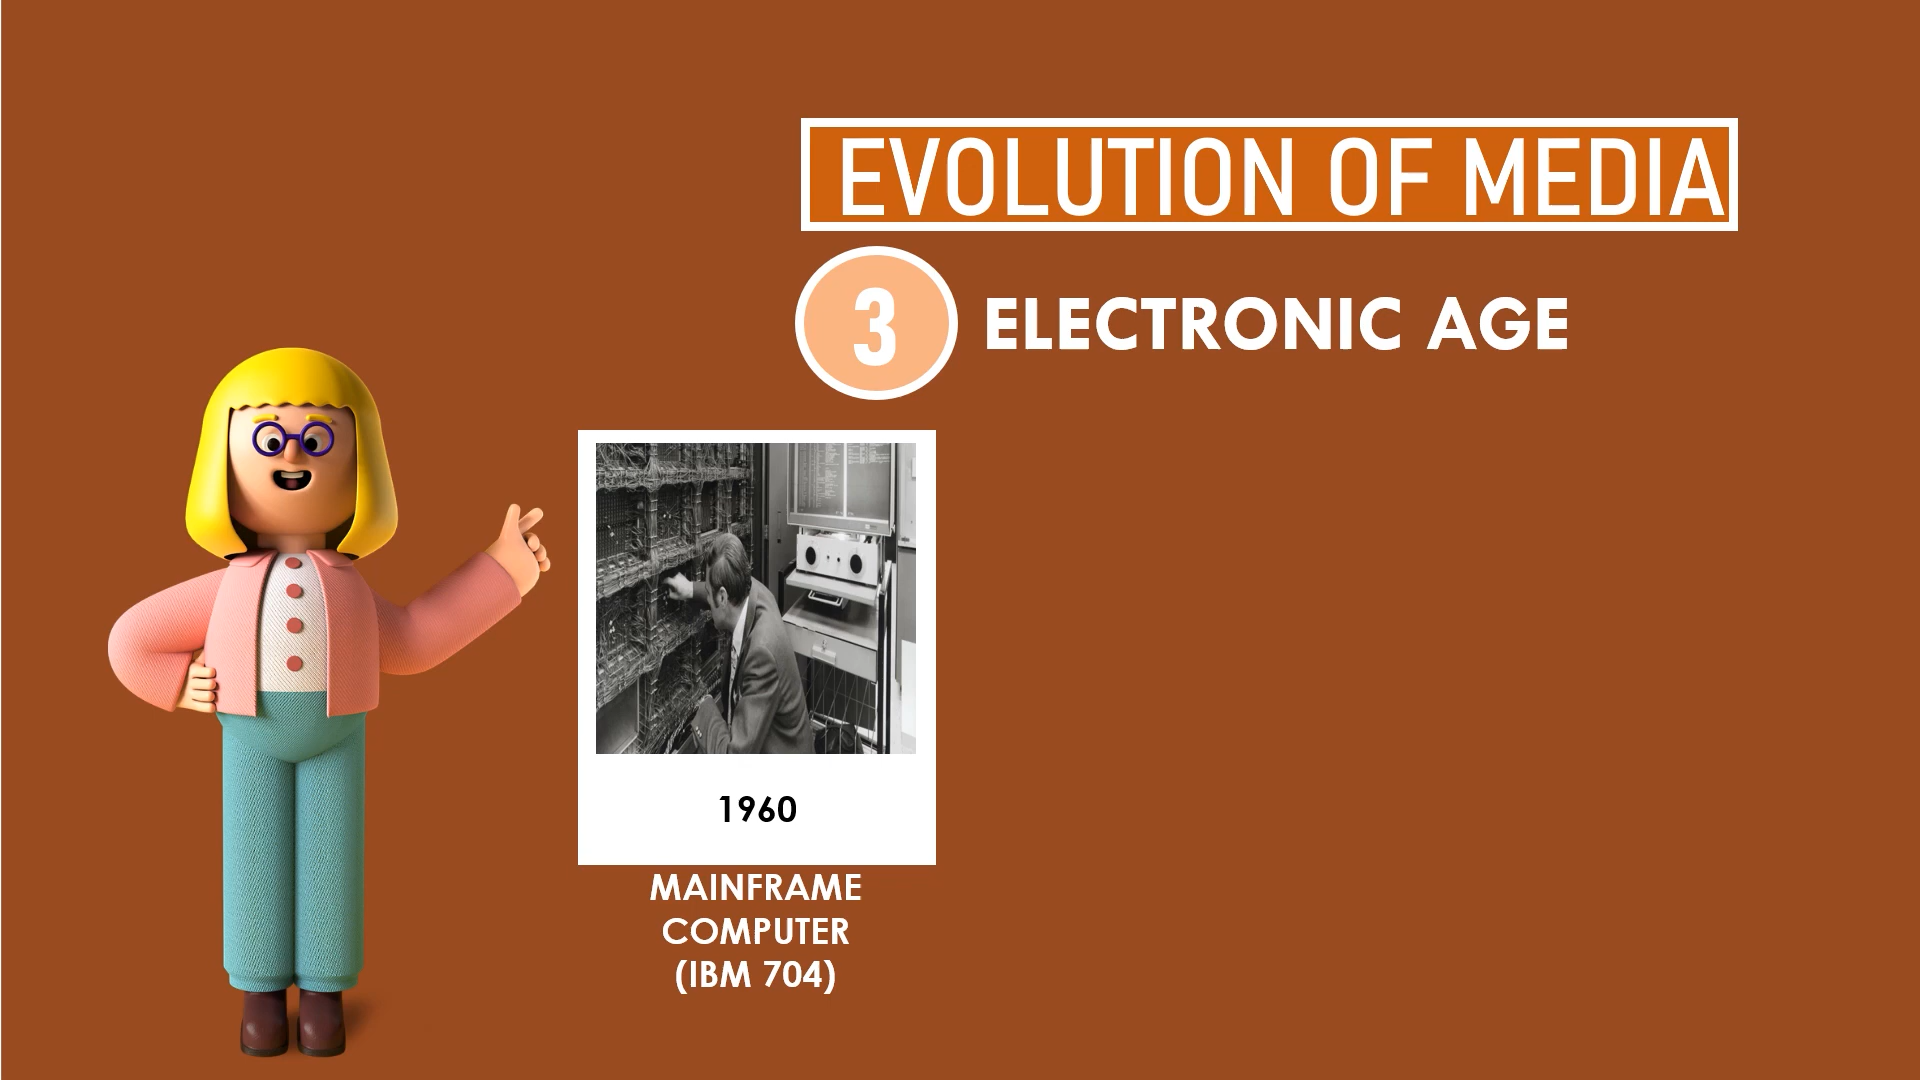 EVOLUTION OF MEDIA
3 ELECTRONIC AGE
1960
MAINFRAME
COMPUTER
(IBM 704)